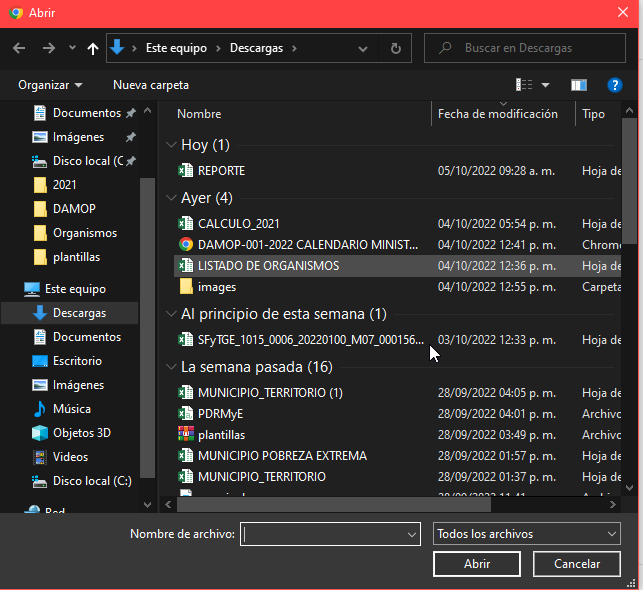 Abrir
Este equipo > Descargas >
Buscar en Descargas
Organizar
Nueva carpeta
Documentos
Imágenes
Disco local (C
2021
DAMOP
Organismos
plantillas
Este equipo
Descargas
Documentos
Escritorio
Imágenes
Música
Objetos 3D
Videos
Disco local (C:)
Red
Nombre Fecha de modificación Tipo
Hoy (1)
REPORTE 05/10/2022 09:28 a. m. Hoja de
Ayer (4)
CALCULO_2021 04/10/2022 05:54 p. m. Hoja de
DAMOP-001-2022 CALENDARIO MINIST... 04/10/2022 12:41 p. m. Chrome
LISTADO DE ORGANISMOS 04/10/2022 12:36 p. m. Hoja de
images 04/10/2022 12:55 p. m. Carpeta
Al principio de esta semana (1)
SFyTGE_1015_0006_20220100_M07_000156... 03/10/2022 12:33 p. m. Hoja de
La semana pasada (16)
MUNICIPIO_TERRITORIO (1) 28/09/2022 04:05 p. m. Hoja de
PDRMyE 28/09/2022 04:01 p. m. Archivo
plantillas 28/09/2022 03:49 p. m. Archivo
MUNICIPIO POBREZA EXTREMA 28/09/2022 01:57 p. m. Hoja de
MUNICIPIO_TERRITORIO 28/09/2022 01:37 p. m. Hoja de
Nombre de archivo:
Todos los archivos
Abrir
Cancelar